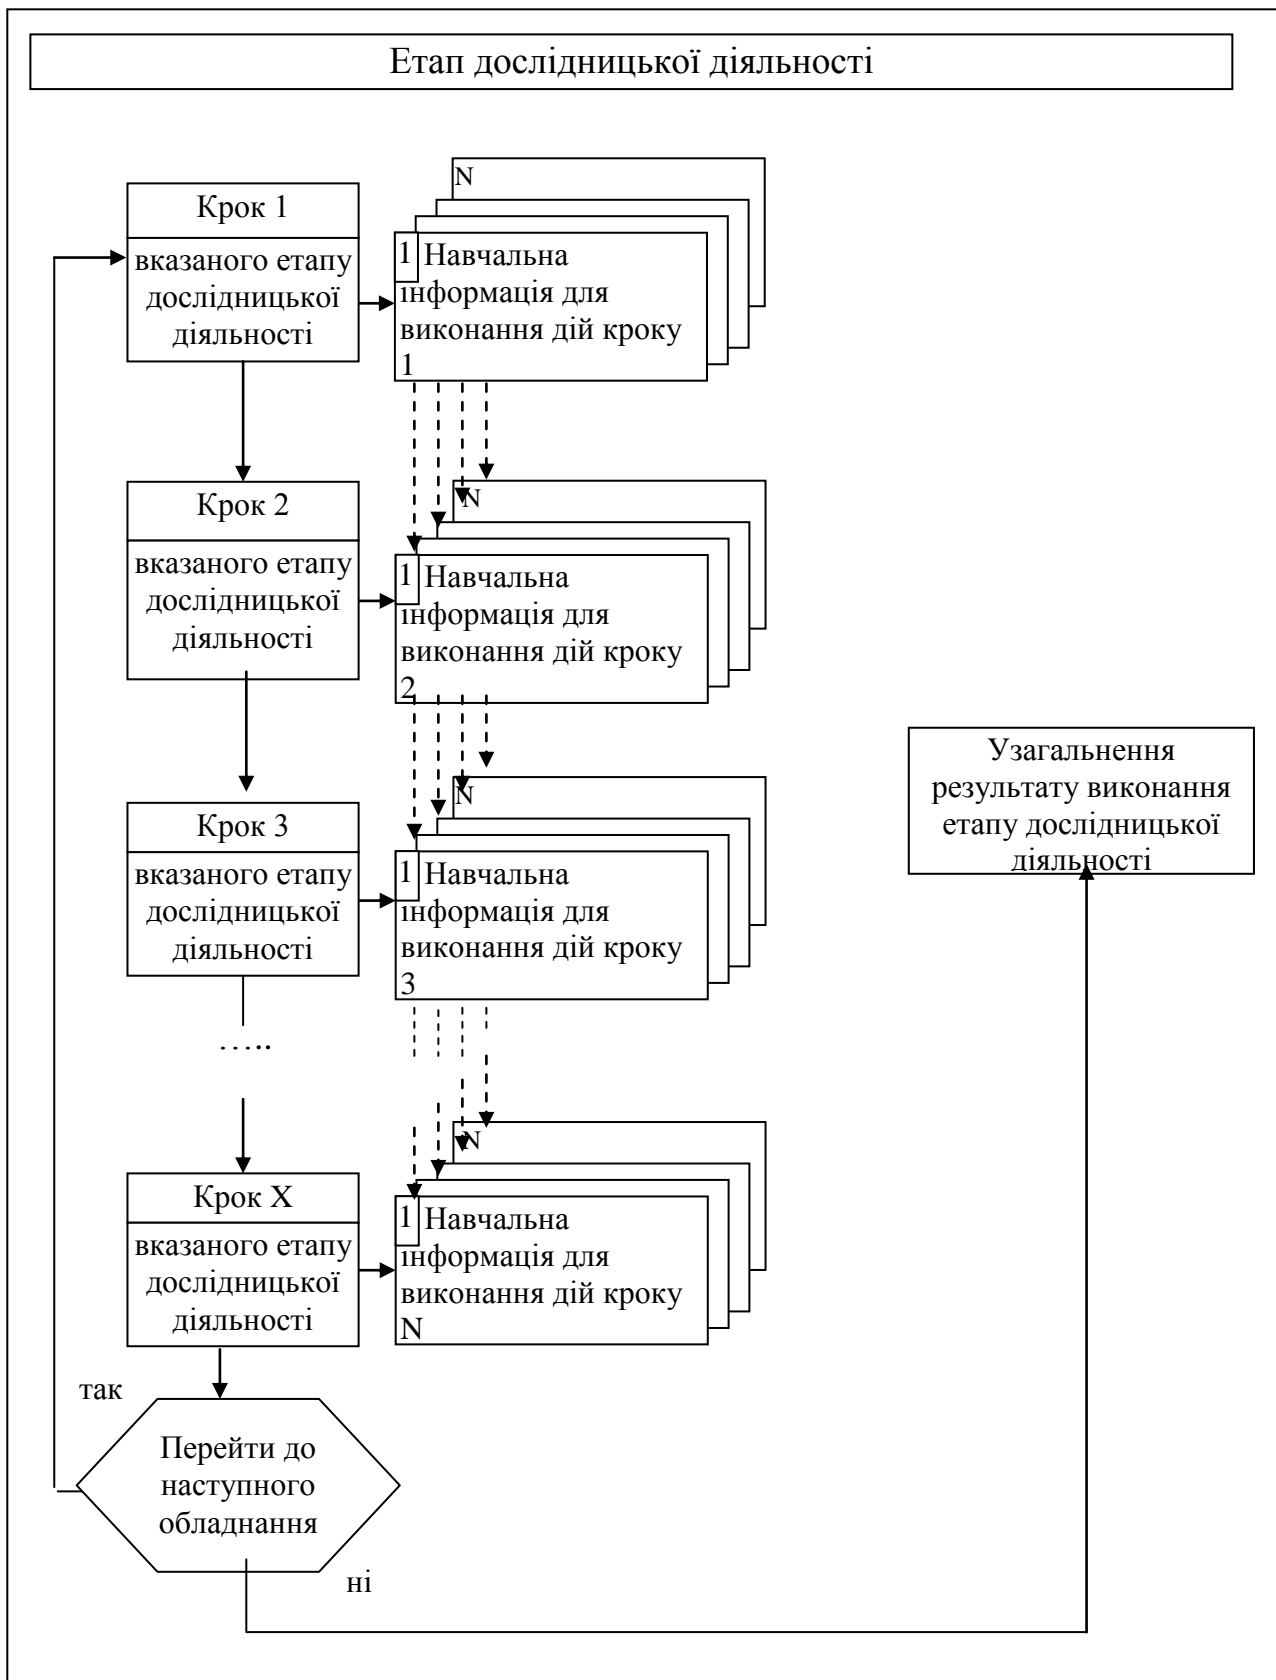 Етап дослідницької діяльності
Крок 1
вказаного етапу
дослідницької
діяльності
N
1 Навчальна
інформація для
виконання дій кроку
1
Крок 2
вказаного етапу
дослідницької
діяльності
N
1 Навчальна
інформація для
виконання дій кроку
2
Узагальнення
результату виконання
етапу дослідницької
діяльності
Крок 3
вказаного етапу
дослідницької
діяльності
N
1 Навчальна
інформація для
виконання дій кроку
3
…..
Крок X
вказаного етапу
дослідницької
діяльності
N
1 Навчальна
інформація для
виконання дій кроку
N
так
Перейти до
наступного
обладнання
ні